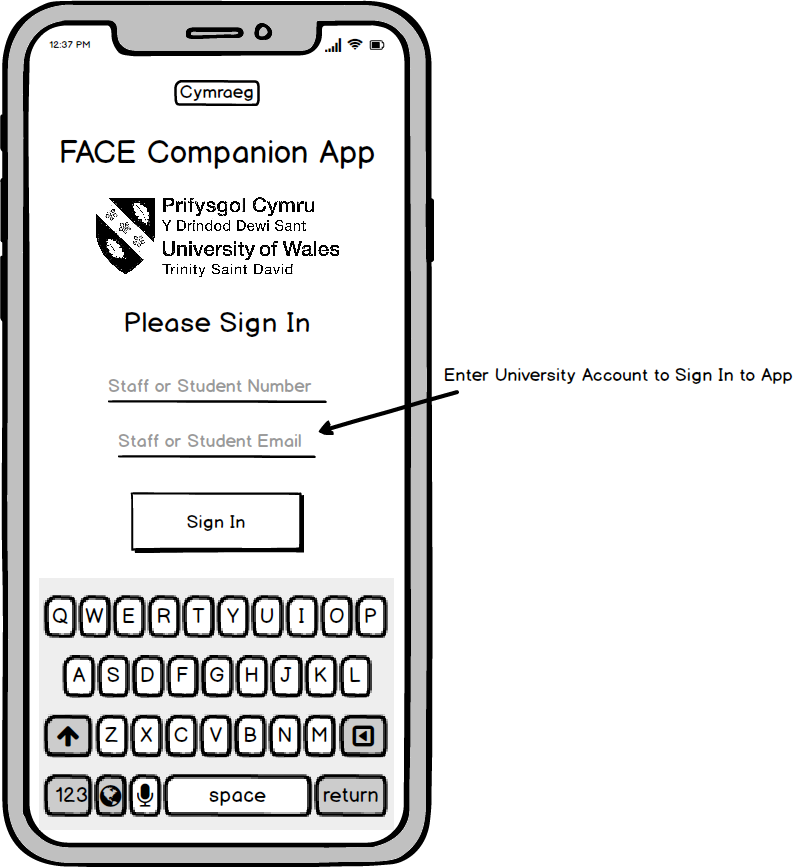 12:37 PM
Cymraeg
FACE Companion App
Prifysgol Cymru
Y Drindod Dewi Sant
University of Wales
Trinity Saint David
Please Sign In
Enter University Account to Sign In to App
Staff or Student Number
Staff or Student Email
Sign In
Q W E R T Y U I O P
A S D F G H J K L
Z X C V B N M
123 space return